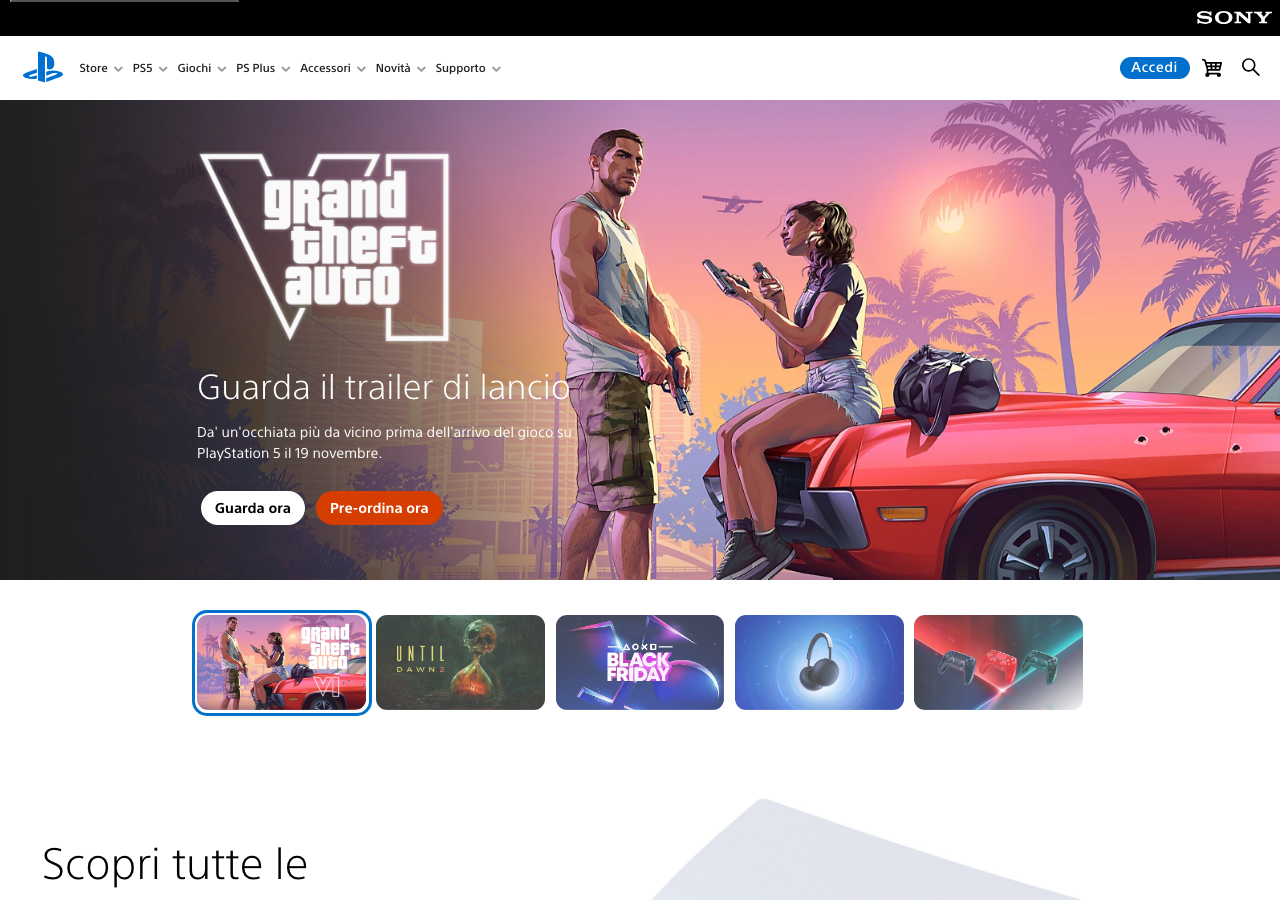 SONY
Store
PS5
Giochi
PS Plus
Accessori
Novità
Supporto
Accedi
grand
theft
auto
VI
Guarda il trailer di lancio
Da' un'occhiata più da vicino prima dell'arrivo del gioco su
PlayStation 5 il 19 novembre.
Guarda ora
Pre-ordina ora
grand
theft
auto
VI
UNTIL
DAWN 2
BLACK
FRIDAY
Scopri tutte le